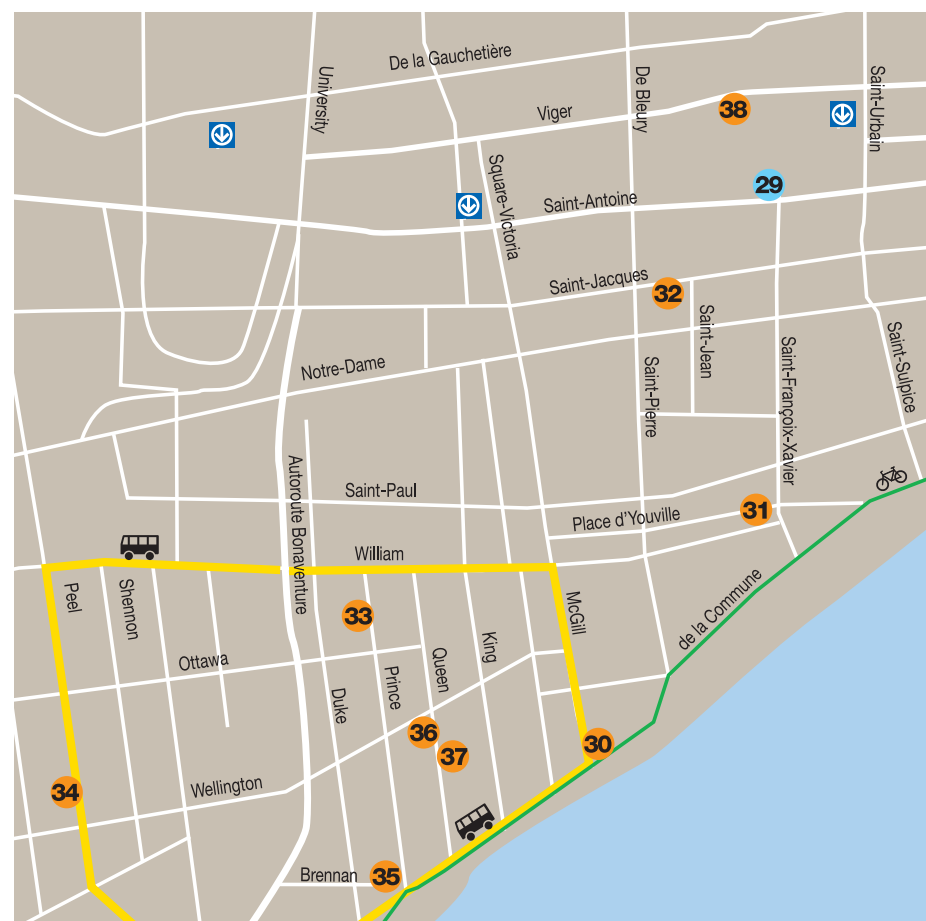 De la Gauchetière
University
De Bleury
Saint-Urbain
Viger
38
29
Square-Victoria
Saint-Antoine
Saint-Jacques
32
Saint-Jean
Saint-Pierre
Saint-François-Xavier
Saint-Sulpice
Notre-Dame
Autoroute Bonaventure
Saint-Paul
Place d'Youville
31
William
Peel
Shennon
33
McGill
de la Commune
Ottawa
Duke
Prince
Queen
King
36
37
30
34
Wellington
Brennan
35